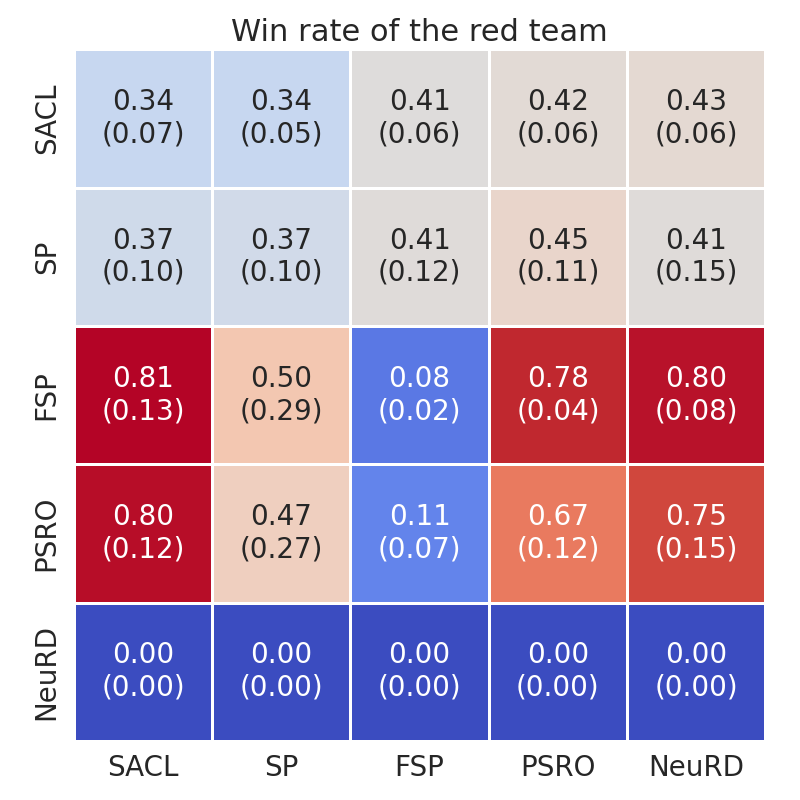 Win rate of the red team
SACL
0.34 0.34 0.41 0.42 0.43
(0.07) (0.05) (0.06) (0.06) (0.06)
SP
0.37 0.37 0.41 0.45 0.41
(0.10) (0.10) (0.12) (0.11) (0.15)
FSP
0.81 0.50 0.08 0.78 0.80
(0.13) (0.29) (0.02) (0.04) (0.08)
PSRO
0.80 0.47 0.11 0.67 0.75
(0.12) (0.27) (0.07) (0.12) (0.15)
NeuRD
0.00 0.00 0.00 0.00 0.00
(0.00) (0.00) (0.00) (0.00) (0.00)
SACL SP FSP PSRO NeuRD